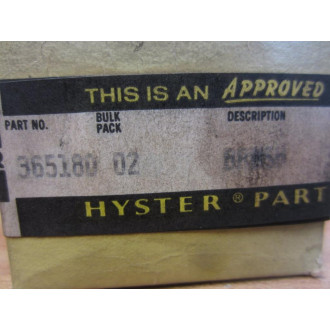 THIS IS AN APPROVED
PART NO. BULK PACK DESCRIPTION
365180 02
HYSTER ® PART